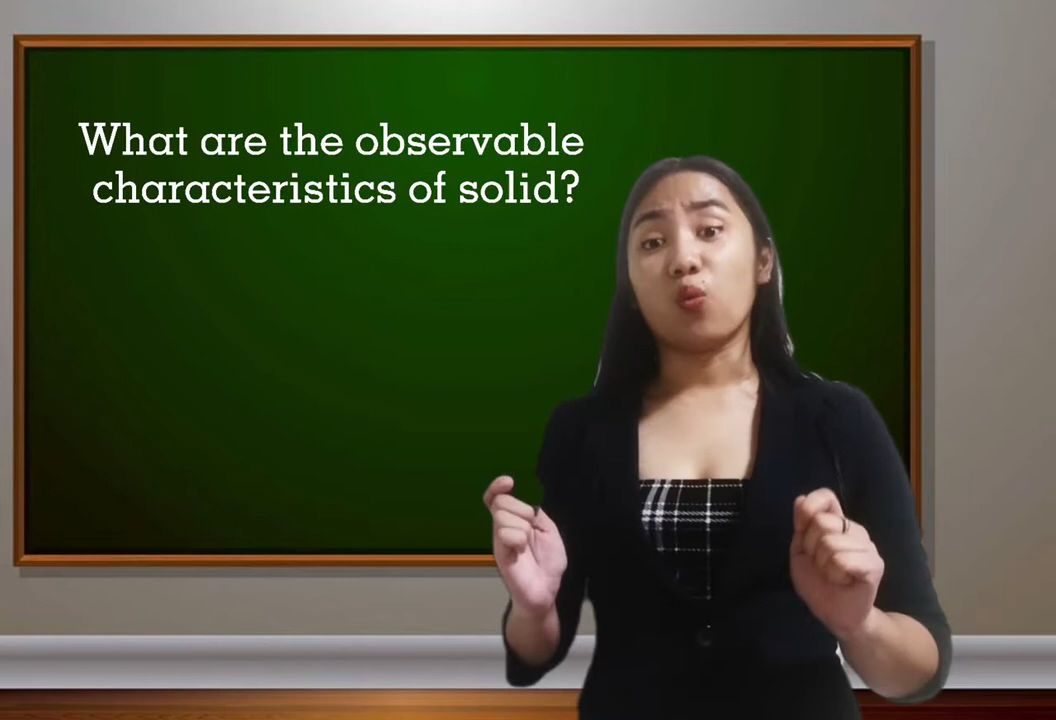 What are the observable
characteristics of solid?